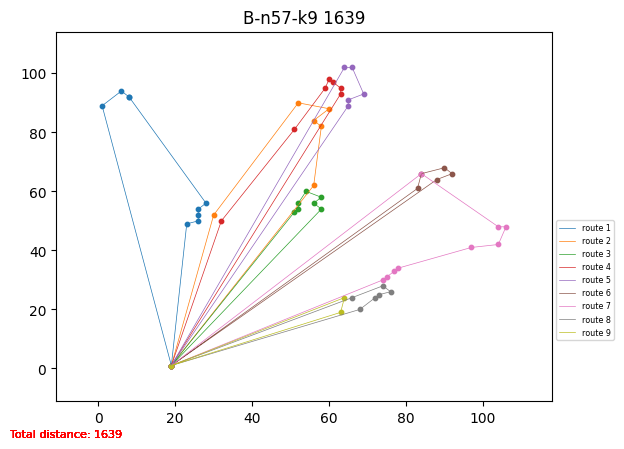 B-n57-k9 1639
100
80
60
40
20
0
0 20 40 60 80 100
route 1
route 2
route 3
route 4
route 5
route 6
route 7
route 8
route 9
Total distance: 1639